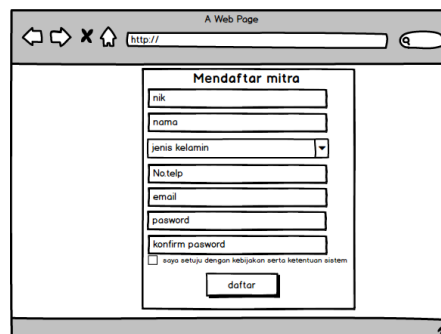 A Web Page
http://
Mendaftar mitra
nik
nama
jenis kelamin
No.telp
email
pasword
konfirm pasword
saya setuju dengan kebijakan serta ketentuan sistem
daftar